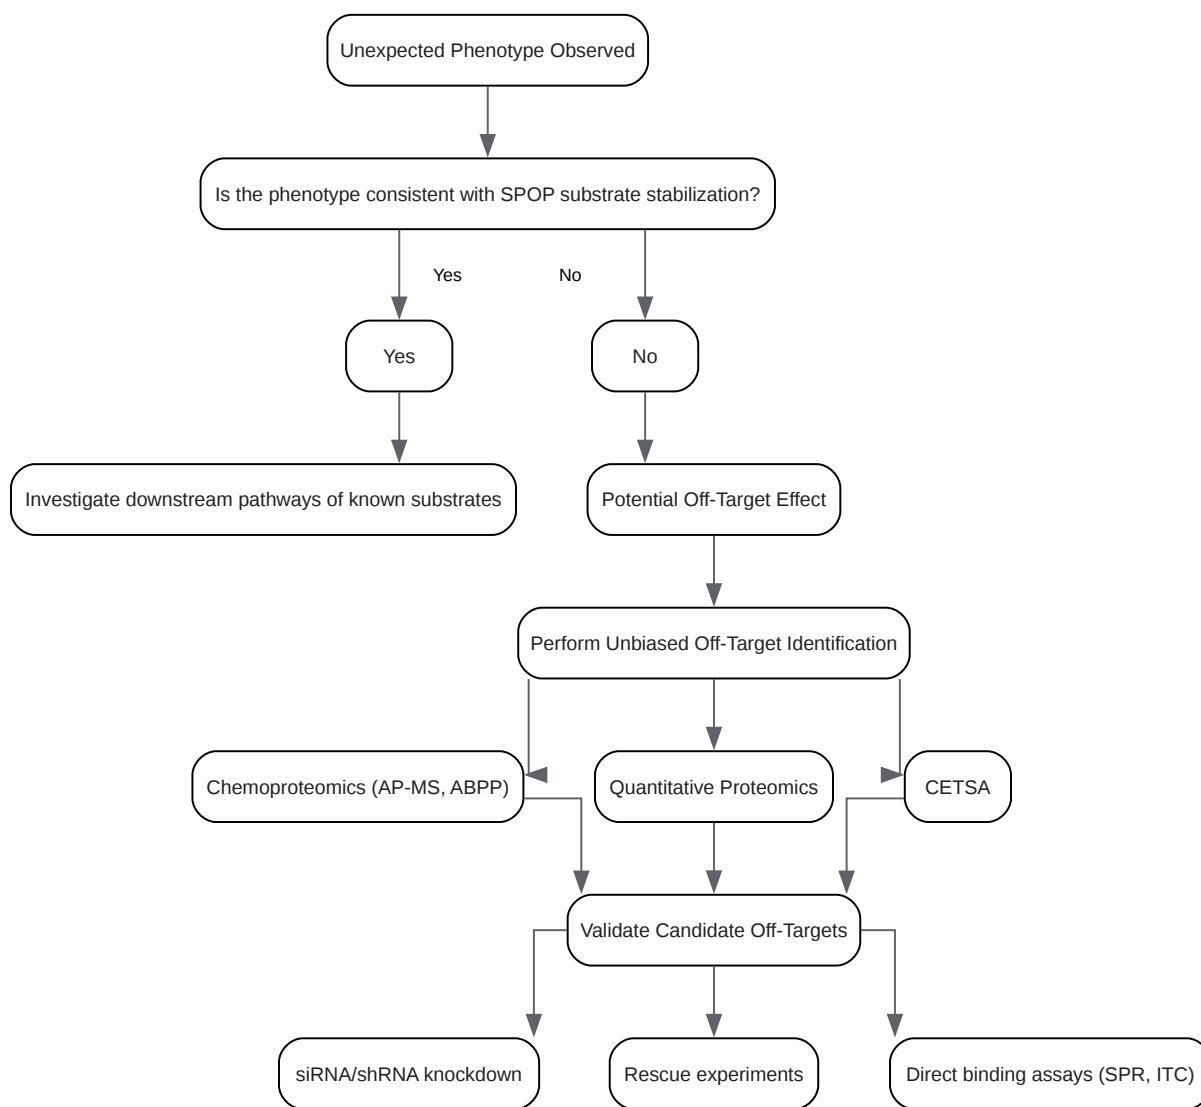 Unexpected Phenotype Observed
Is the phenotype consistent with SPOP substrate stabilization?
Yes
No
Yes
No
Investigate downstream pathways of known substrates
Potential Off-Target Effect
Perform Unbiased Off-Target Identification
Chemoproteomics (AP-MS, ABPP)
Quantitative Proteomics
CETSA
Validate Candidate Off-Targets
siRNA/shRNA knockdown
Rescue experiments
Direct binding assays (SPR, ITC)